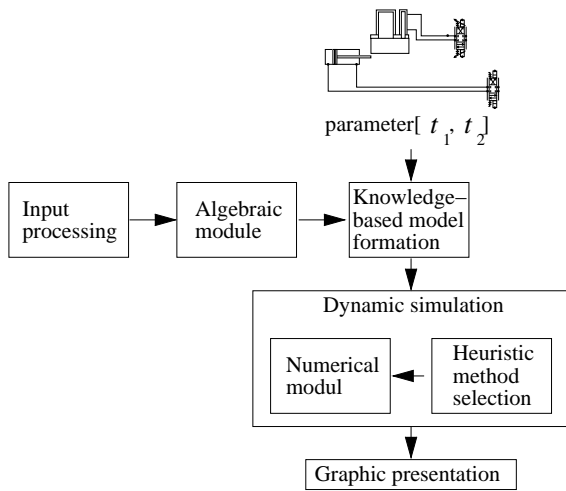 parameter[ t1, t2]
Input
processing
Algebraic
module
Knowledge–
based model
formation
Dynamic simulation
Numerical
modul
Heuristic
method
selection
Graphic presentation